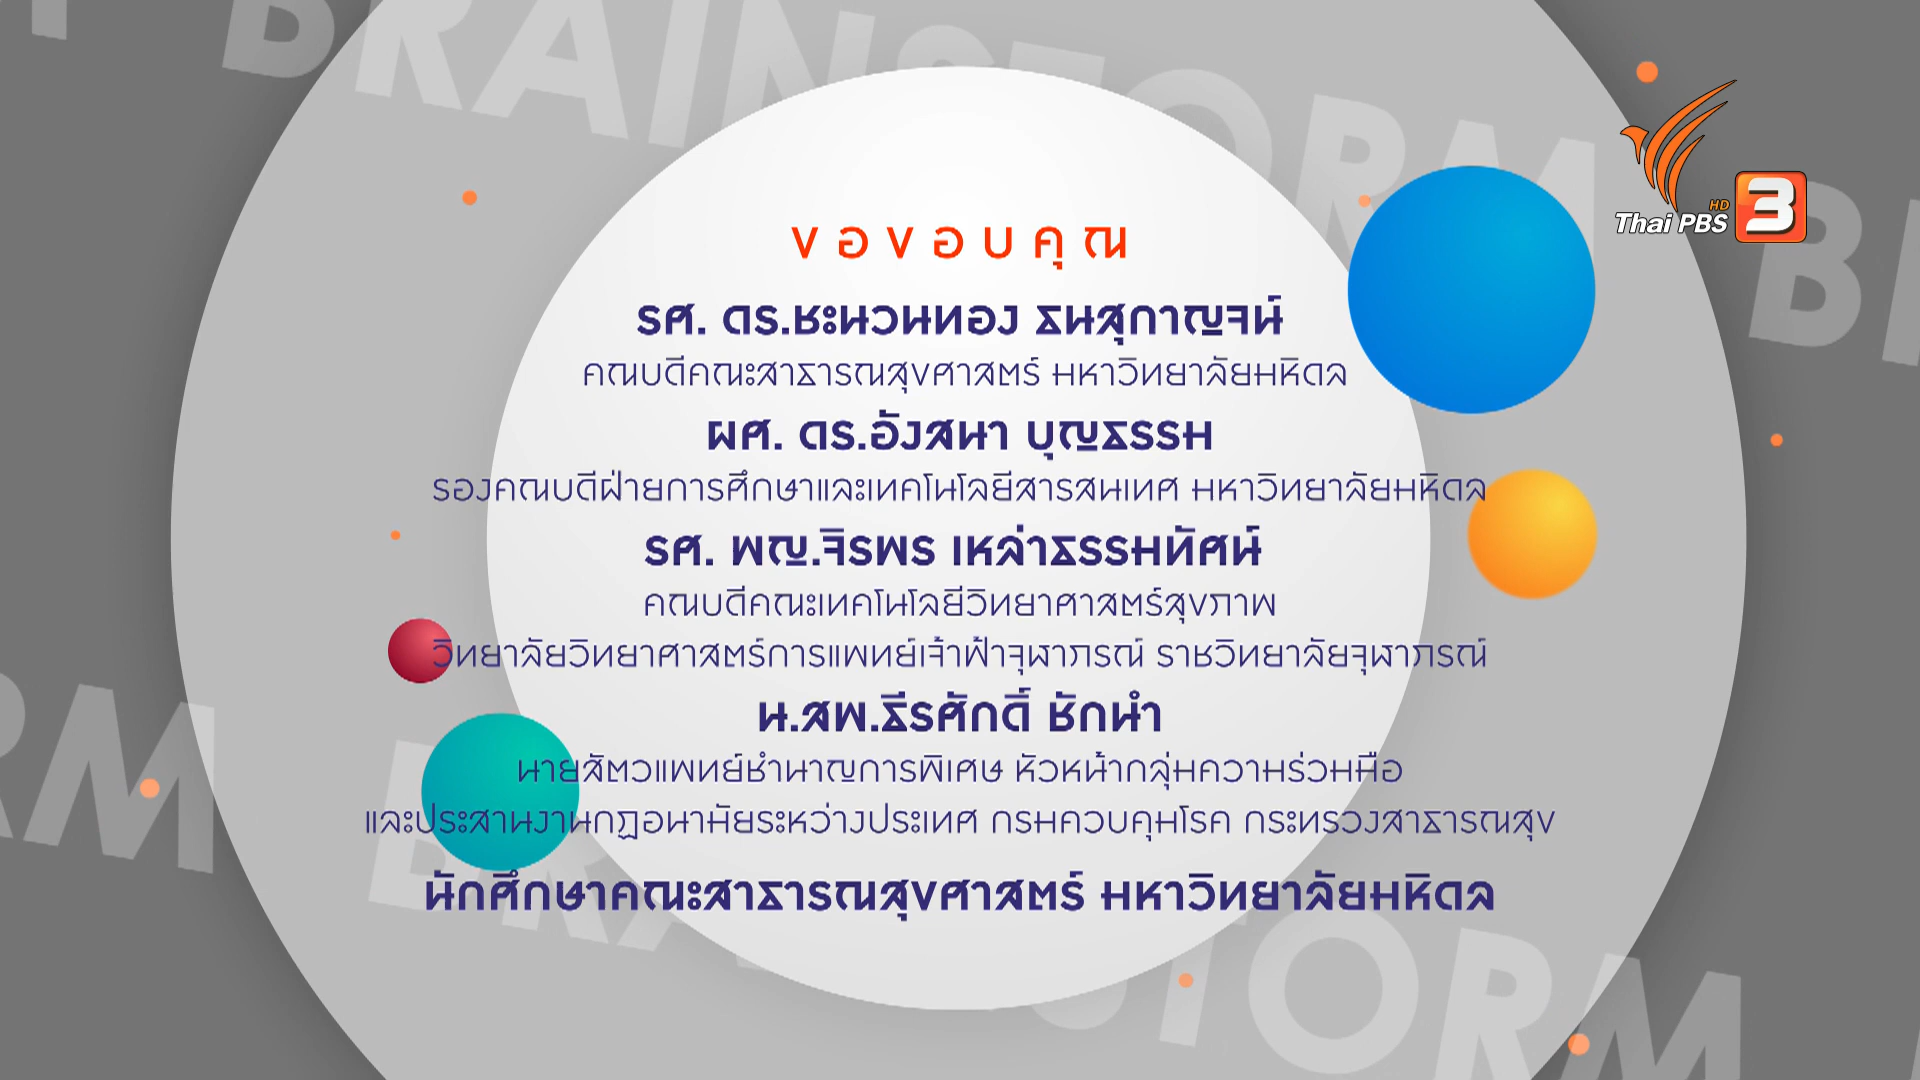 BRAINSTORM
Thai PBS HD 3
ขอขอบคุณ
รศ. ดร.ชะนวนทอง ธนสุกาญจน์
คณบดีคณะสาธารณสุขศาสตร์ มหาวิทยาลัยมหิดล
ผศ. ดร.อังสนา บุญธรรม
รองคณบดีฝ่ายการศึกษาและเทคโนโลยีสารสนเทศ มหาวิทยาลัยมหิดล
รศ. พญ.จิรพร เหล่าธรรมทัศน์
คณบดีคณะเทคโนโลยีวิทยาศาสตร์สุขภาพ
วิทยาลัยวิทยาศาสตร์การแพทย์เจ้าฟ้าจุฬาภรณ์ ราชวิทยาลัยจุฬาภรณ์
น.สพ.ธีรศักดิ์ ชักนำ
นายสัตวแพทย์ชำนาญการพิเศษ หัวหน้ากลุ่มความร่วมมือ
และประสานงานกฎอนามัยระหว่างประเทศ กรมควบคุมโรค กระทรวงสาธารณสุข
นักศึกษาคณะสาธารณสุขศาสตร์ มหาวิทยาลัยมหิดล